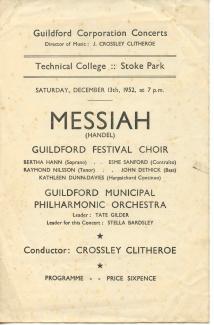 Guildford Corporation Concerts
Director of Music: J. CROSSLEY CLITHEROE
Technical College :: Stoke Park
SATURDAY, DECEMBER 13th, 1952, at 7 p.m.
MESSIAH
(HANDEL)
GUILDFORD FESTIVAL CHOIR
BERTHA HANN (Soprano) . . ESME SANFORD (Contralto)
RAYMOND NILSSON (Tenor) . . JOHN DETHICK (Bass)
KATHLEEN DUNN-DAVIES (Harpsichord Continuo)
GUILDFORD MUNICIPAL
PHILHARMONIC ORCHESTRA
Leader: TATE GILDER
Leader for this Concert: STELLA BARDSLEY
Conductor: CROSSLEY CLITHEROE
PROGRAMME - - PRICE SIXPENCE